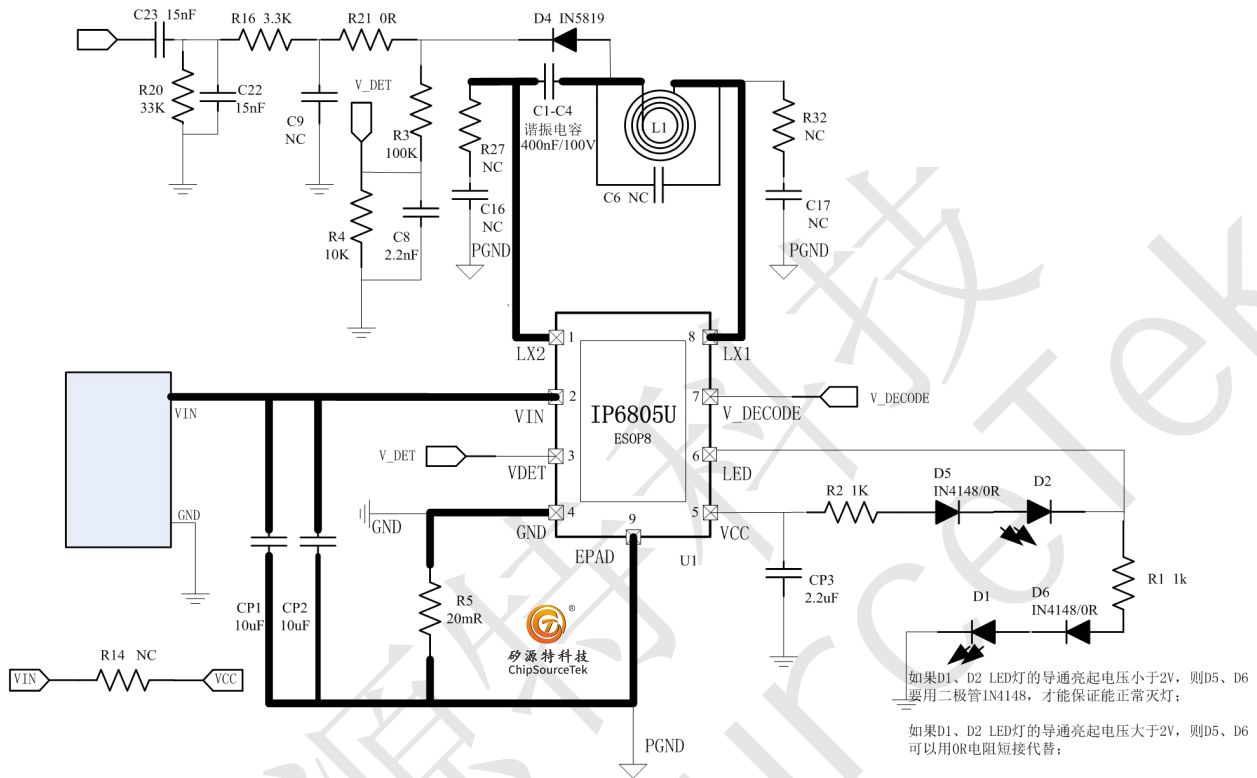 C23 15nF
R16 3.3K
R21 0R
D4 IN5819
R20
33K
C22
15nF
V_DET
C9
NC
R3
100K
C1-C4
谐振电容
400nF/100V
L1
R32
NC
R27
NC
C6 NC
C16
NC
C17
NC
R4
10K
C8
2.2nF
PGND
PGND
1
8
LX2
LX1
VIN
2
VIN
IP6805U
ESOP8
7
V_DECODE
V_DECODE
V_DET
3
VDET
6
LED
GND
GND
4
GND
9
EPAD
5
VCC
U1
R2 1K
D5
IN4148/0R
D2
CP1
10uF
CP2
10uF
R5
20mR
®
矽源特科技
ChipSourceTek
CP3
2.2uF
R1 1k
D1
D6
IN4148/0R
VIN
R14 NC
VCC
PGND
如果D1、D2 LED灯的导通亮起电压小于2V，则D5、D6
要用二极管IN4148，才能保证能正常灭灯；
如果D1、D2 LED灯的导通亮起电压大于2V，则D5、D6
可以用0R电阻短接代替；
源特科技
urceTek